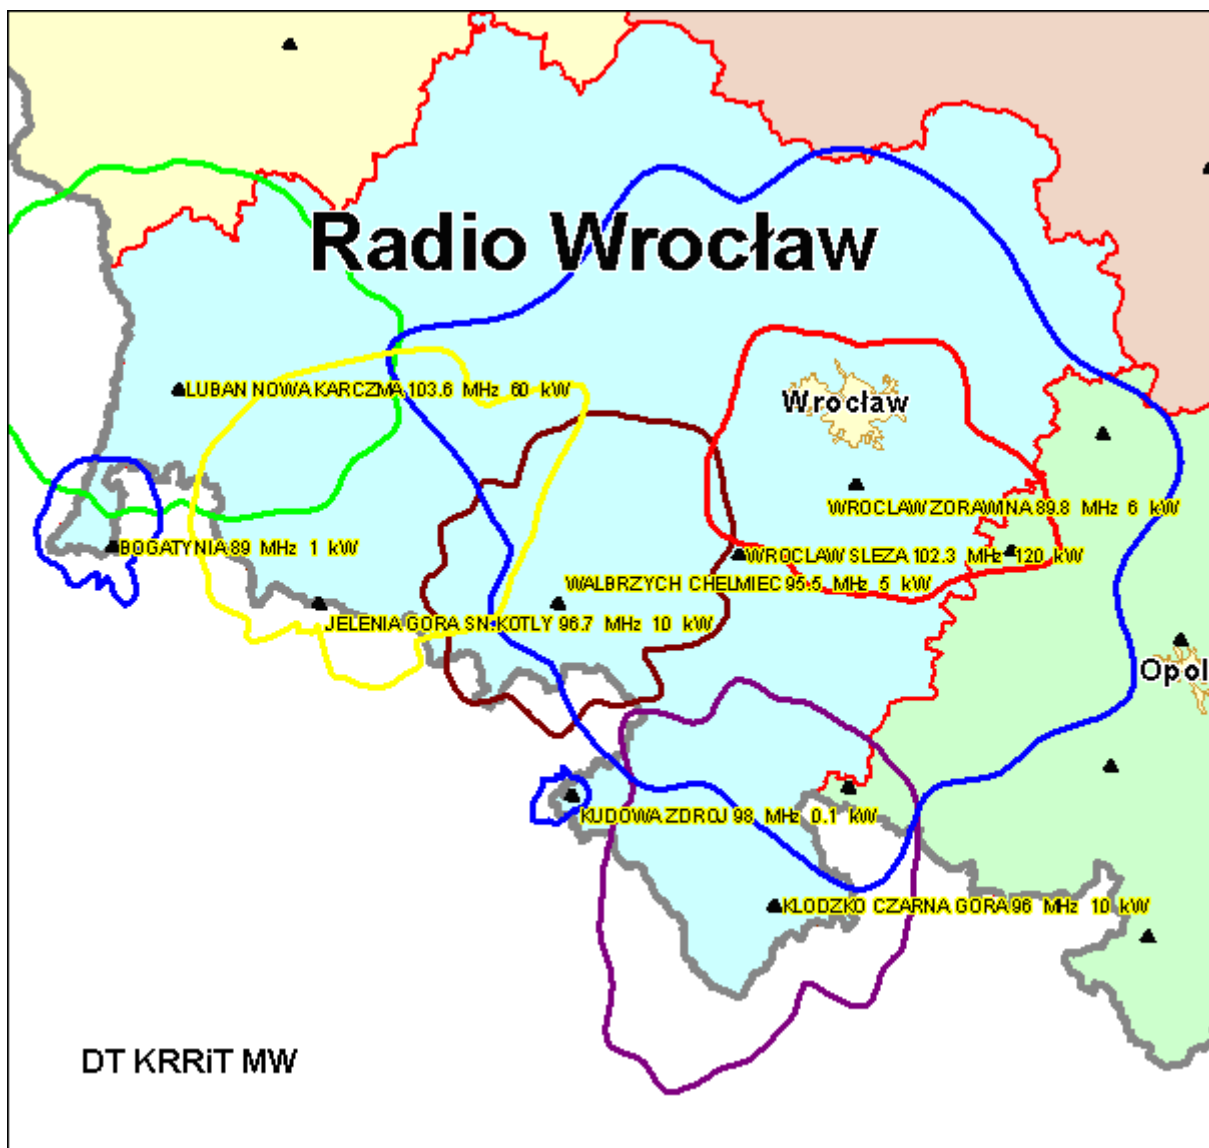 Radio Wrocław
LUBAN NOWA KARCZMA 103.6 MHz 60 kW
Wrocław
WROCLAW ZORAWINA 89.8 MHz 6 kW
BOGATYNIA 89 MHz 1 kW
WROCLAW SLEZA 102.3 MHz 120 kW
WALBRZYCH CHELMIEC 95.5 MHz 5 kW
JELENIA GORA SN.KOTLY 96.7 MHz 10 kW
Opol
KUDOWA ZDROJ 98 MHz 0.1 kW
KLODZKO CZARNA GORA 96 MHz 10 kW
DT KRRiT MW